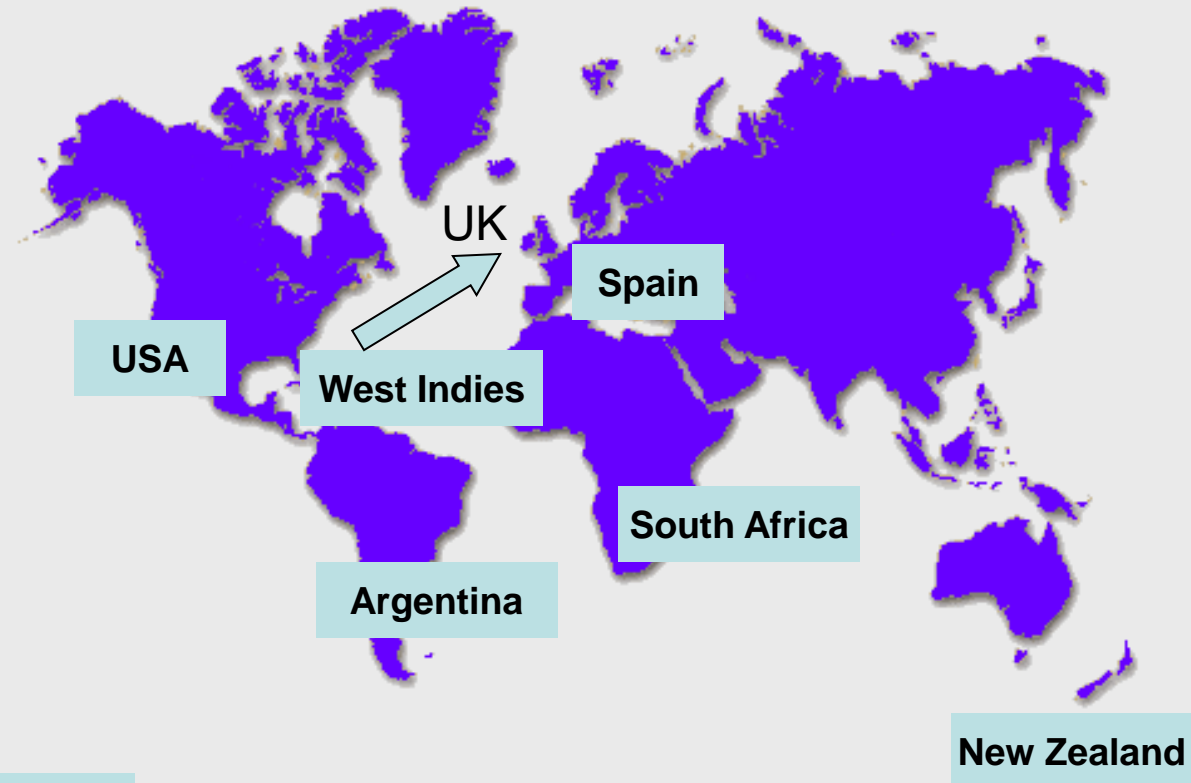 UK
Spain
USA
West Indies
South Africa
Argentina
New Zealand